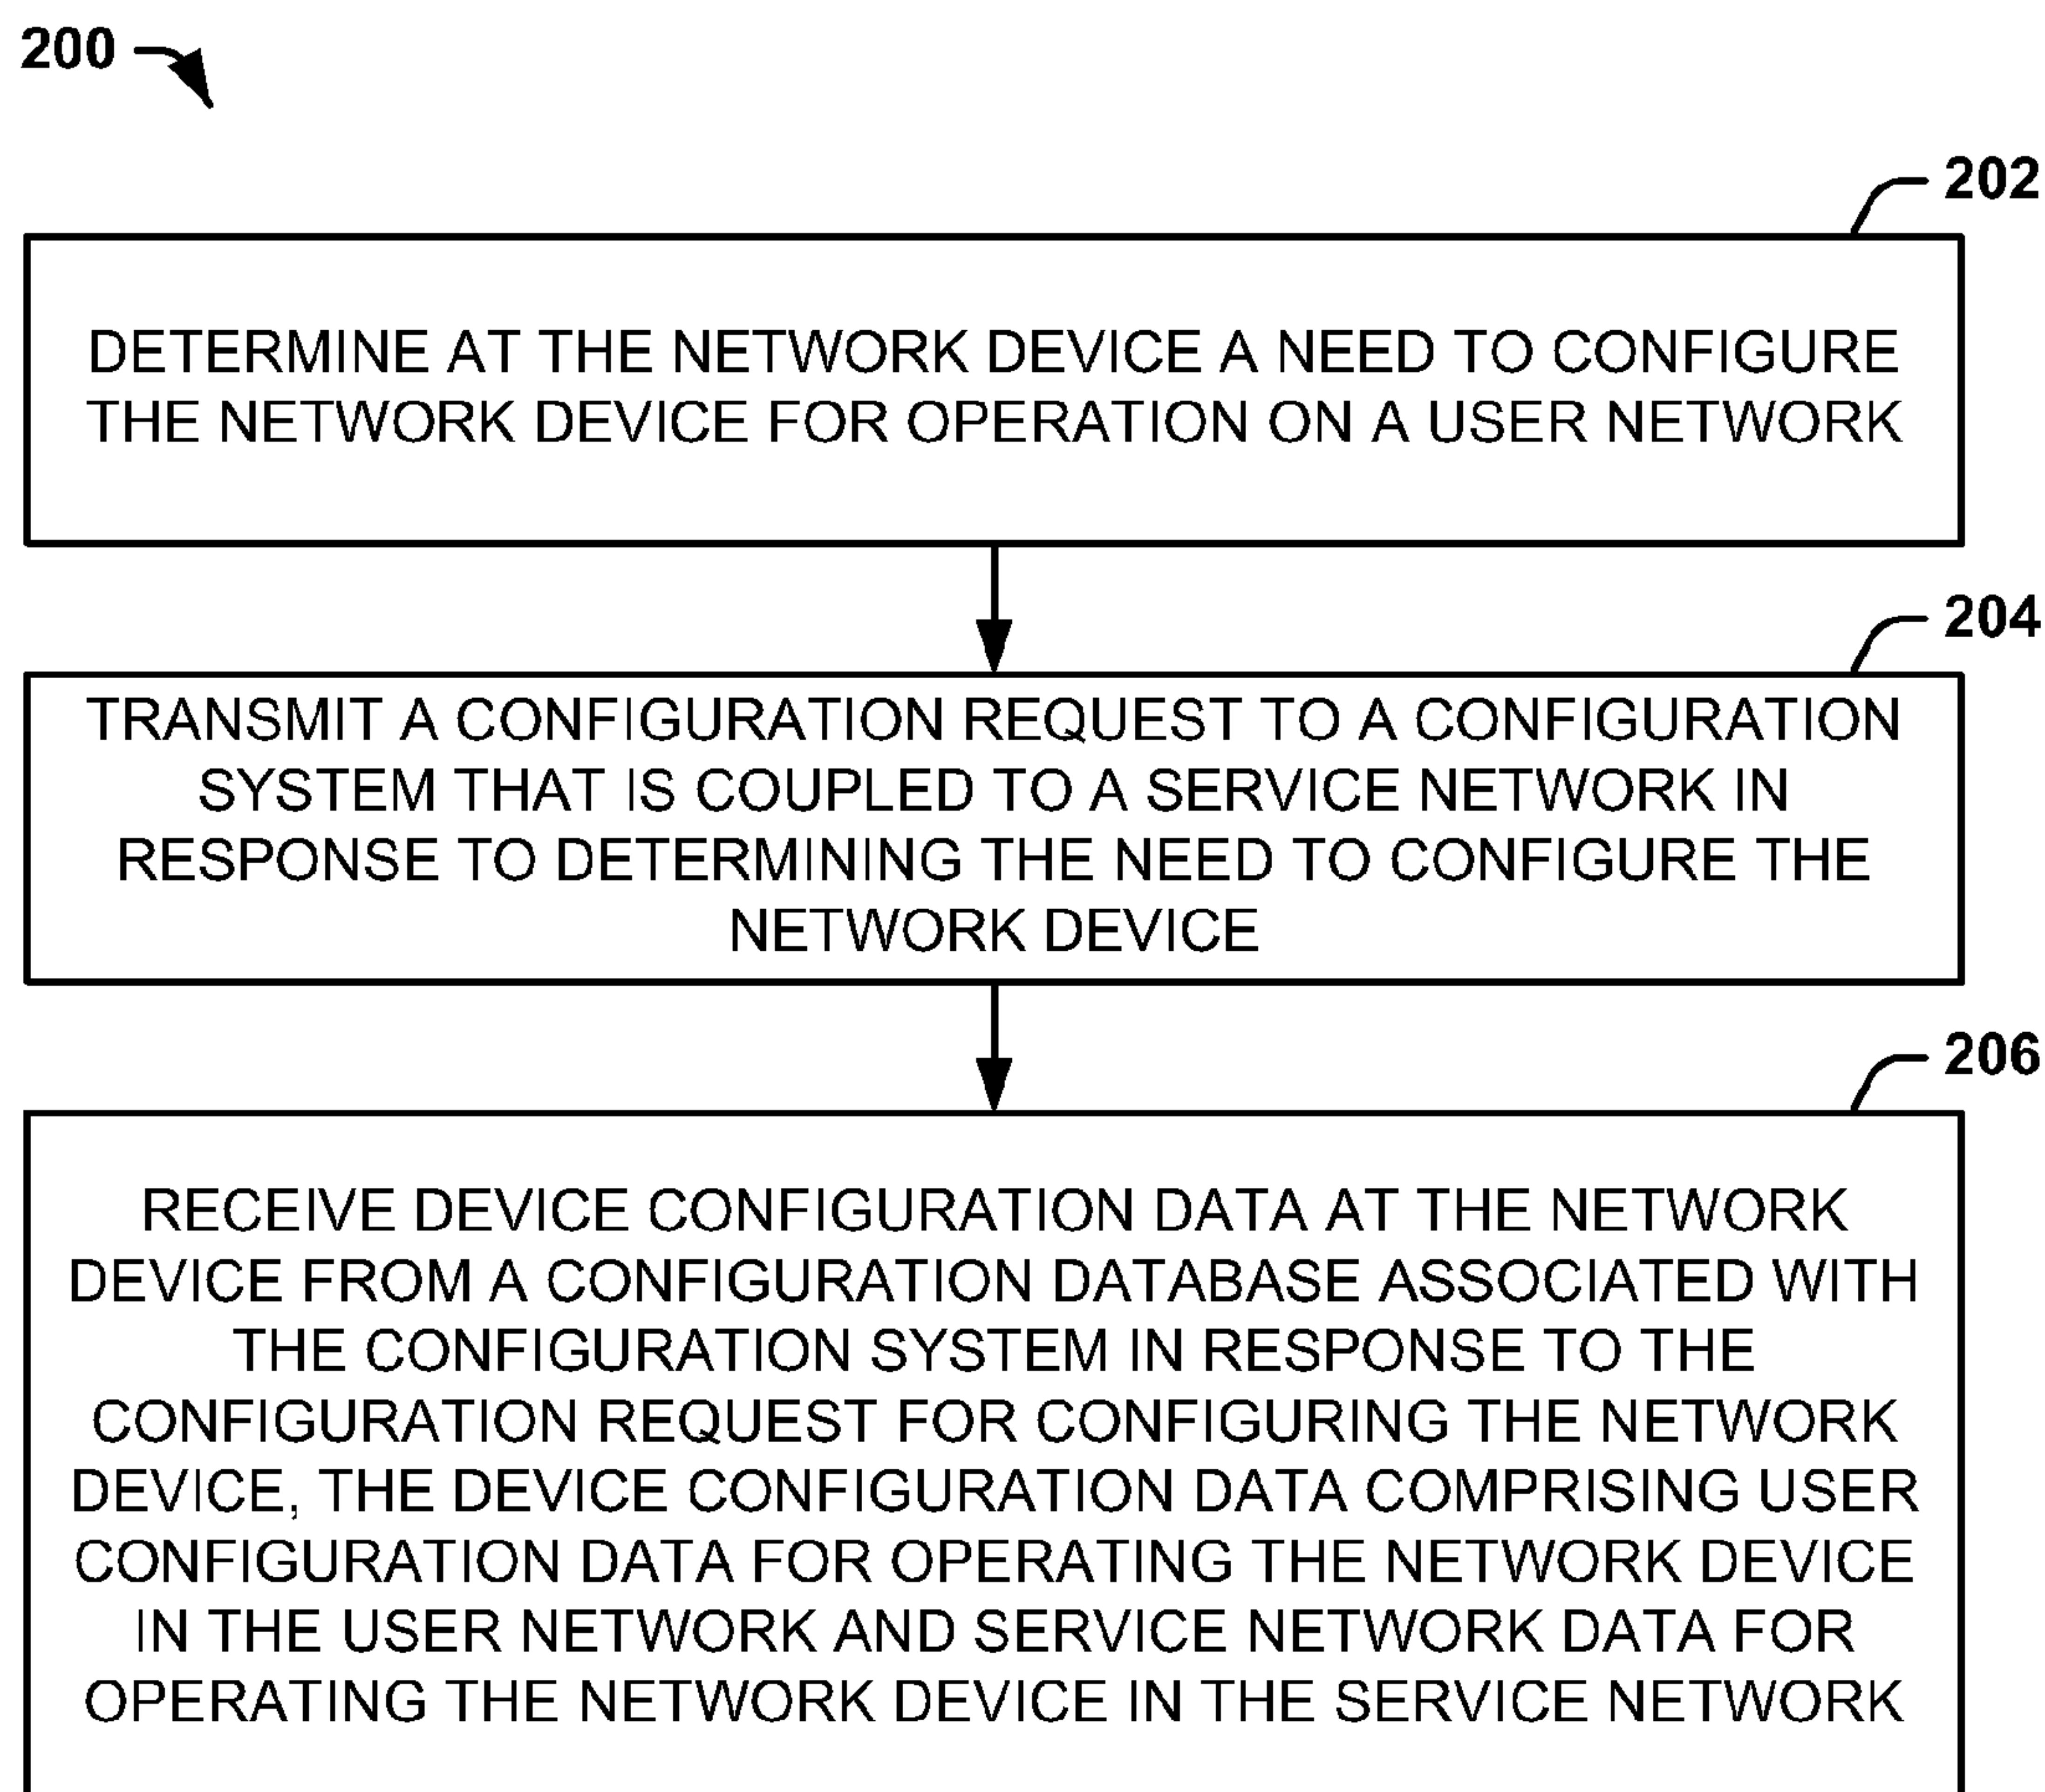 200
202
DETERMINE AT THE NETWORK DEVICE A NEED TO CONFIGURE
THE NETWORK DEVICE FOR OPERATION ON A USER NETWORK
204
TRANSMIT A CONFIGURATION REQUEST TO A CONFIGURATION
SYSTEM THAT IS COUPLED TO A SERVICE NETWORK IN
RESPONSE TO DETERMINING THE NEED TO CONFIGURE THE
NETWORK DEVICE
206
RECEIVE DEVICE CONFIGURATION DATA AT THE NETWORK
DEVICE FROM A CONFIGURATION DATABASE ASSOCIATED WITH
THE CONFIGURATION SYSTEM IN RESPONSE TO THE
CONFIGURATION REQUEST FOR CONFIGURING THE NETWORK
DEVICE, THE DEVICE CONFIGURATION DATA COMPRISING USER
CONFIGURATION DATA FOR OPERATING THE NETWORK DEVICE
IN THE USER NETWORK AND SERVICE NETWORK DATA FOR
OPERATING THE NETWORK DEVICE IN THE SERVICE NETWORK